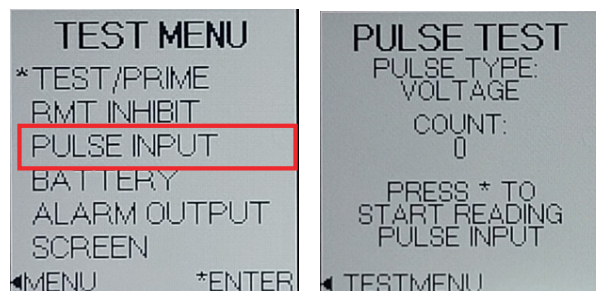 TEST MENU
*TEST/PRIME
RMT INHIBIT
PULSE INPUT
BATTERY
ALARM OUTPUT
SCREEN
◀MENU *ENTER
PULSE TEST
PULSE TYPE:
VOLTAGE
COUNT:
0
PRESS * TO
START READING
PULSE INPUT
◀ TESTMENU